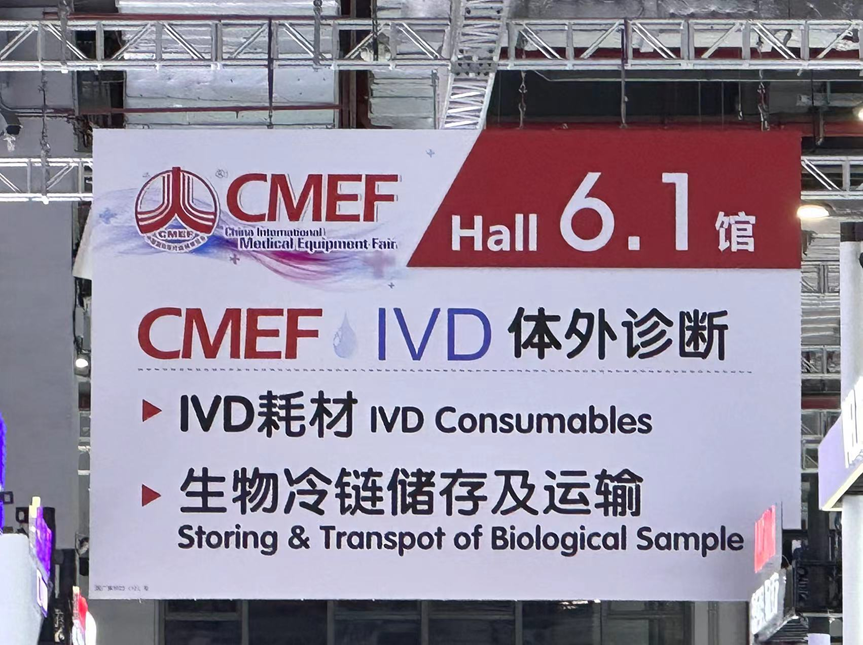 CMEF
China International
Medical Equipment Fair
CMEF
Hall 6.1 馆
CMEF IVD 体外诊断
IVD耗材 IVD Consumables
生物冷链储存及运输
Storing & Transpot of Biological Sample